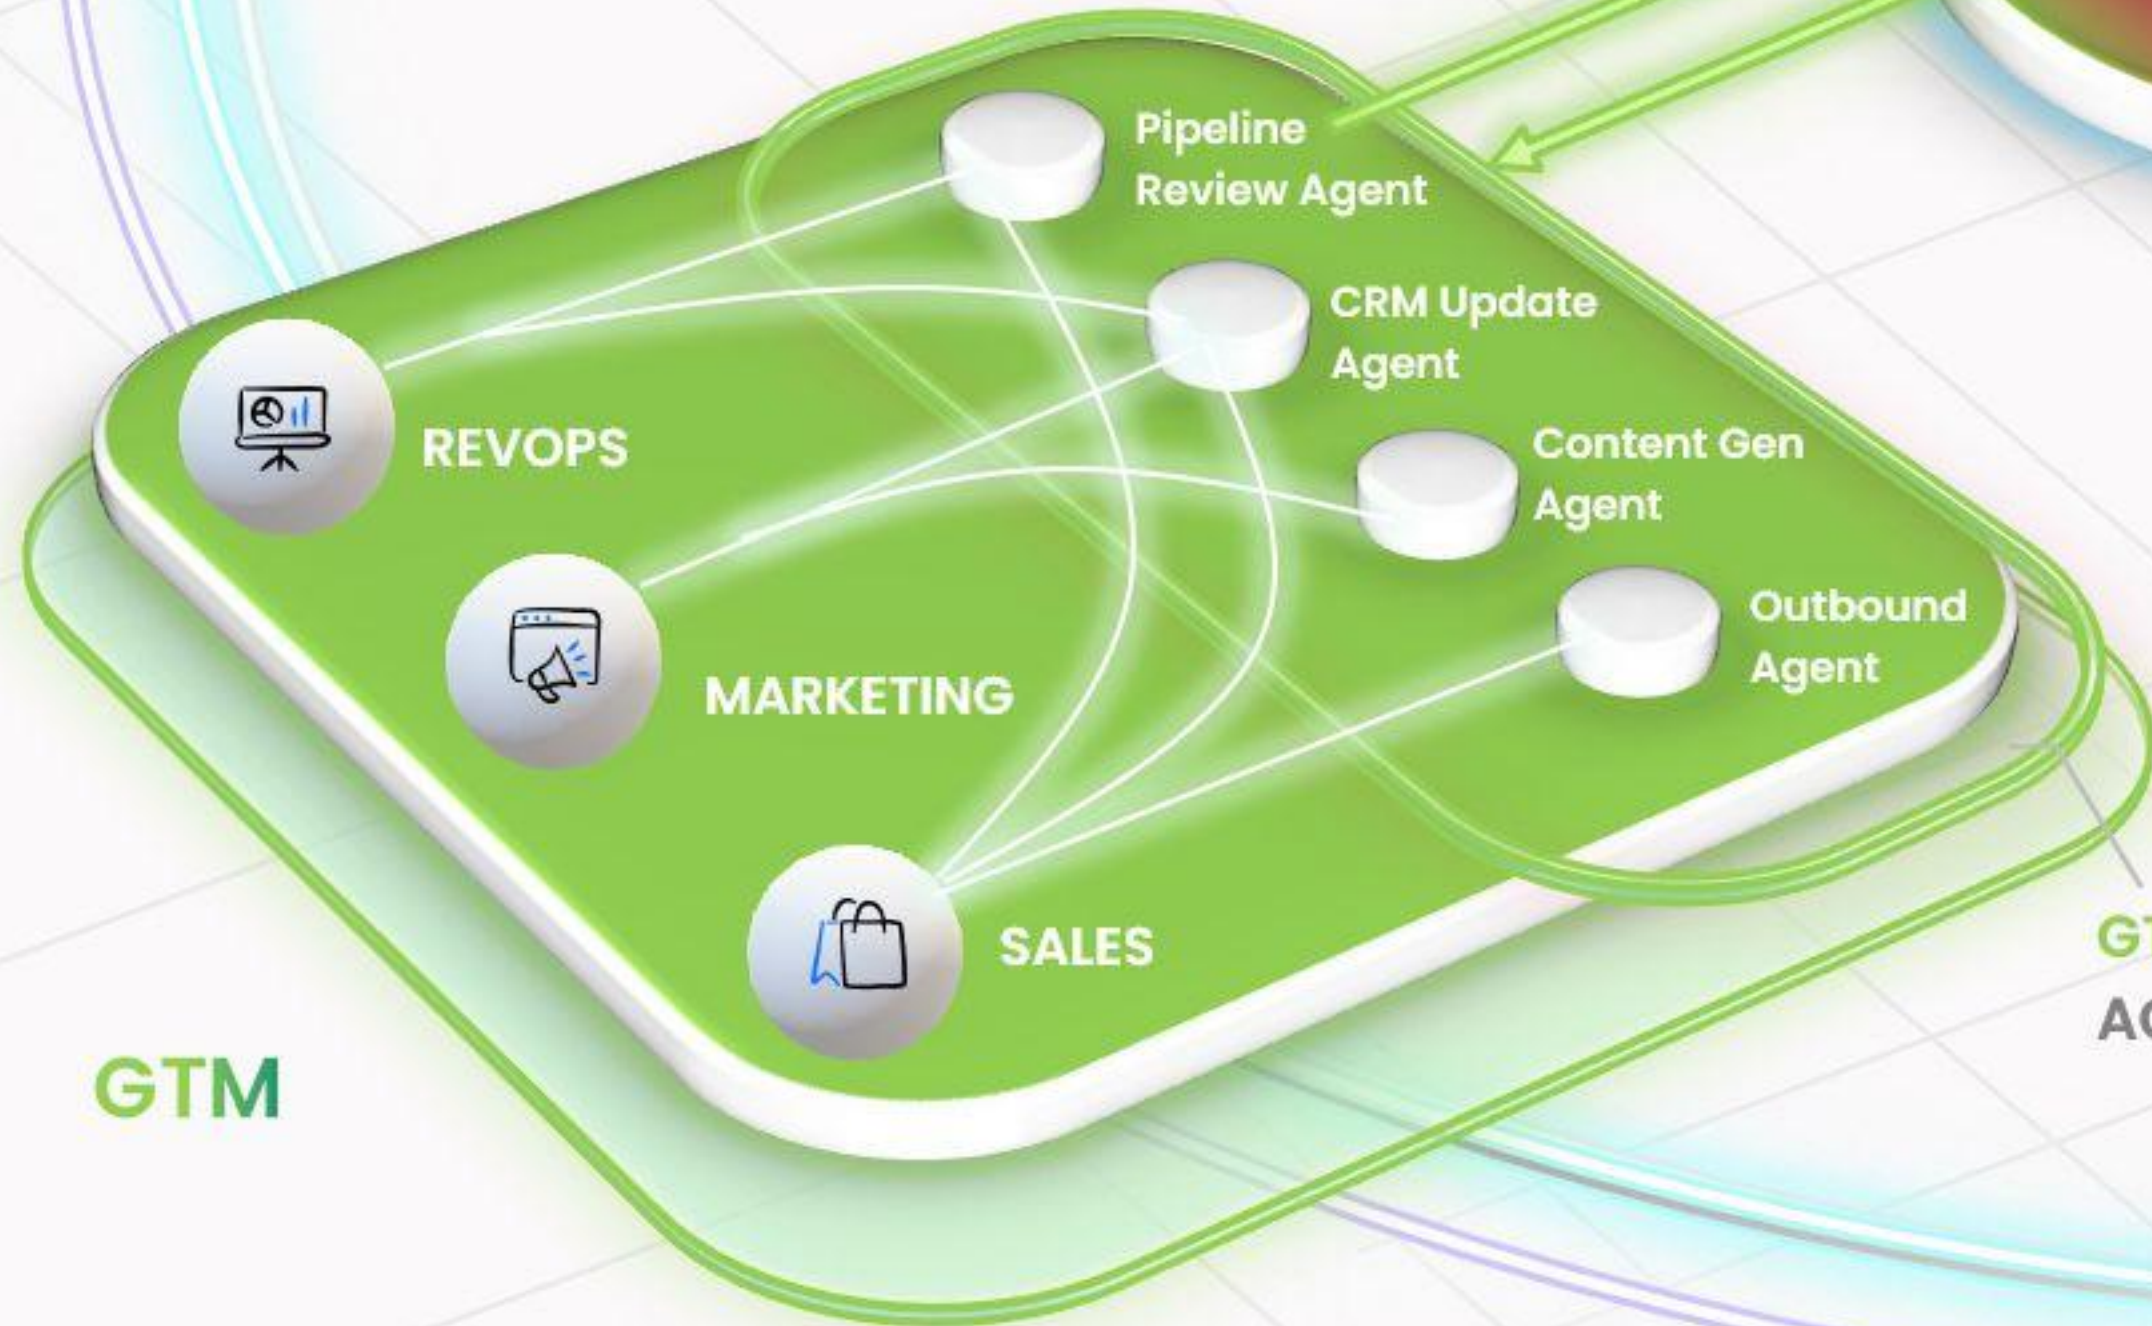 Pipeline
Review Agent
CRM Update
Agent
Content Gen
Agent
Outbound
Agent
REVOPS
MARKETING
SALES
GTM